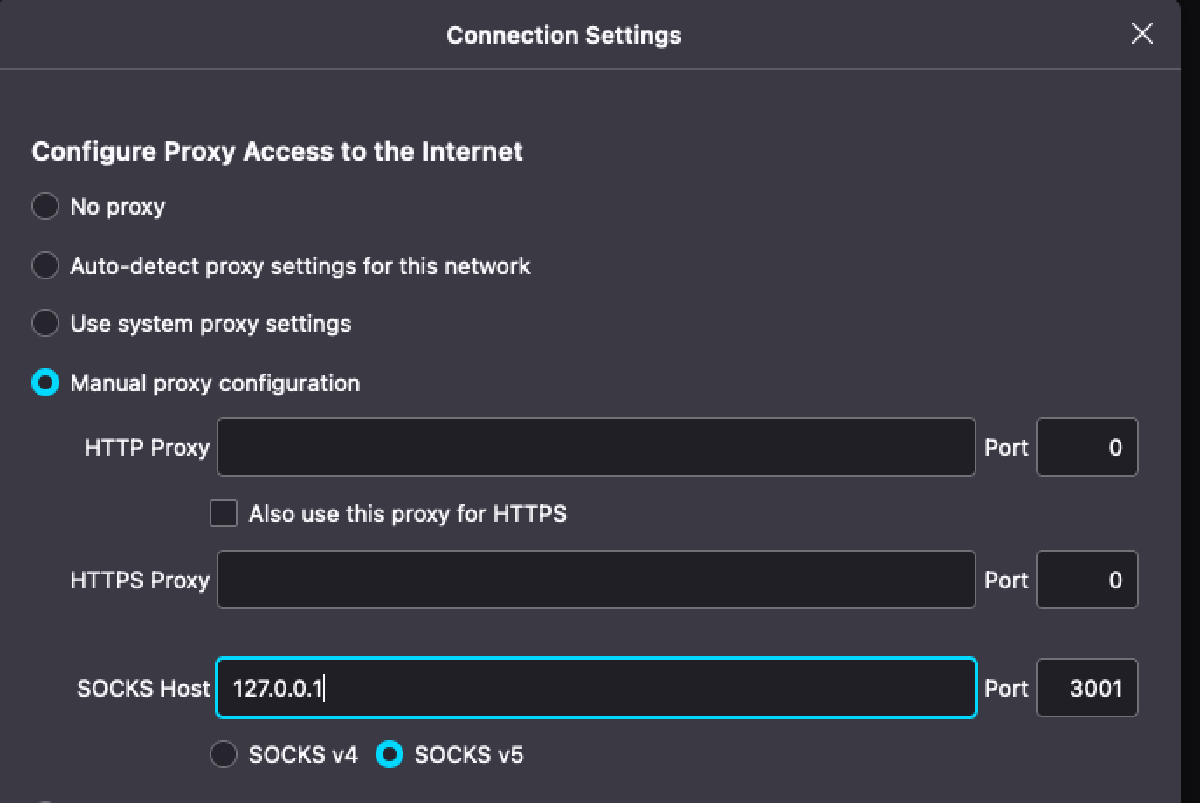 Connection Settings
Configure Proxy Access to the Internet
No proxy
Auto-detect proxy settings for this network
Use system proxy settings
Manual proxy configuration
HTTP Proxy Port 0
Also use this proxy for HTTPS
HTTPS Proxy Port 0
SOCKS Host 127.0.0.1 Port 3001
SOCKS v4 SOCKS v5